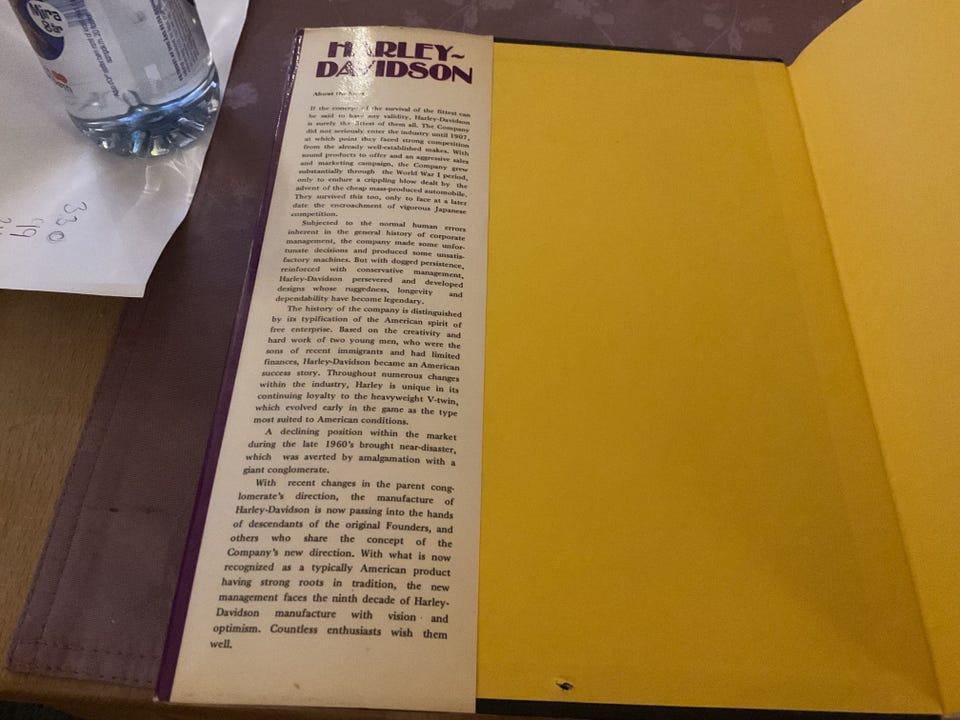 Mira
330
19
HARLEY~
DAVIDSON
About the
If the concept of the survival of the fittest can
be said to have any validity, Harley-Davidson
is surely the fittest of them all. The Company
did not seriously enter the industry until 1907,
at which point they faced strong competition
from the already well-established makes. With
sound products to offer and an aggressive sales
and marketing campaign, the Company grew
substantially through the World War I period,
only to endure a crippling blow dealt by the
advent of the cheap mass-produced automobile.
They survived this too, only to face at a later
date the encroachment of vigorous Japanese
competition.
Subjected to the normal human errors
inherent in the general history of corporate
management, the company made some unfor-
tunate decisions and produced some unsatis-
factory machines. But with dogged persistence,
reinforced with conservative management,
Harley-Davidson persevered and developed
designs whose ruggedness, longevity and
dependability have become legendary.
The history of the company is distinguished
by its typification of the American spirit of
free enterprise. Based on the creativity and
hard work of two young men, who were the
sons of recent immigrants and had limited
finances, Harley-Davidson became an American
success story. Throughout numerous changes
within the industry, Harley is unique in its
continuing loyalty to the heavyweight V-twin,
which evolved early in the game as the type
most suited to American conditions.
A declining position within the market
during the late 1960's brought near-disaster,
which was averted by amalgamation with a
giant conglomerate.
With recent changes in the parent cong-
lomerate's direction, the manufacture of
Harley-Davidson is now passing into the hands
of descendants of the original Founders, and
others who share the concept of the
Company's new direction. With what is now
recognized as a typically American product
having strong roots in tradition, the new
management faces the ninth decade of Harley-
Davidson manufacture with vision and
optimism. Countless enthusiasts wish them
well.